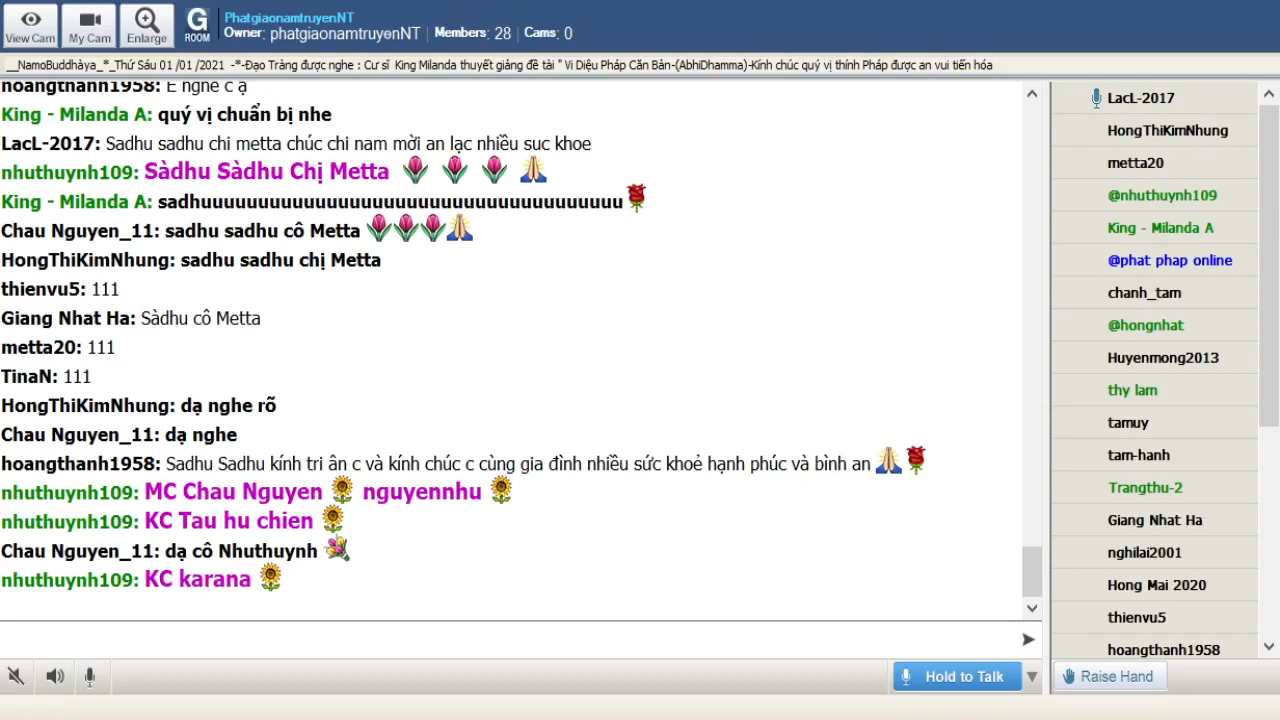 View Cam
My Cam
Enlarge
G
ROOM
PhatgiaonamtruyenNT
Owner: phatgiaonamtruyenNT | Members: 28 | Cams: 0
__NamoBuddhàya_*_Thứ Sáu 01 /01 /2021 -*-Đạo Tràng được nghe : Cư sĩ King Milanda thuyết giảng đề tài " Vi Diệu Pháp Căn Bản-(AbhiDhamma)-Kính chúc quý vị thính Pháp được an vui tiến hóa
hoangthanh1958: E nghe c ạ
King - Milanda A: quý vị chuẩn bị nhe
LacL-2017: Sadhu sadhu chi metta chúc chi nam mời an lạc nhiều suc khoe
nhuthuynh109: Sàdhu Sàdhu Chị Metta
King - Milanda A: sadhuuuuuuuuuuuuuuuuuuuuuuuuuuuuuuuuuuuuu
Chau Nguyen_11: sadhu sadhu cô Metta
HongThiKimNhung: sadhu sadhu chị Metta
thienvu5: 111
Giang Nhat Ha: Sàdhu cô Metta
metta20: 111
TinaN: 111
HongThiKimNhung: dạ nghe rõ
Chau Nguyen_11: dạ nghe
hoangthanh1958: Sadhu Sadhu kính tri ân c và kính chúc c cùng gia đình nhiều sức khoẻ hạnh phúc và bình an
nhuthuynh109: MC Chau Nguyen nguyennhu
nhuthuynh109: KC Tau hu chien
Chau Nguyen_11: dạ cô Nhuthuynh
nhuthuynh109: KC karana
Hold to Talk
LacL-2017
HongThiKimNhung
metta20
@nhuthuynh109
King - Milanda A
@phat phap online
chanh_tam
@hongnhat
Huyenmong2013
thy lam
tamuy
tam-hanh
Trangthu-2
Giang Nhat Ha
nghilai2001
Hong Mai 2020
thienvu5
hoangthanh1958
Raise Hand